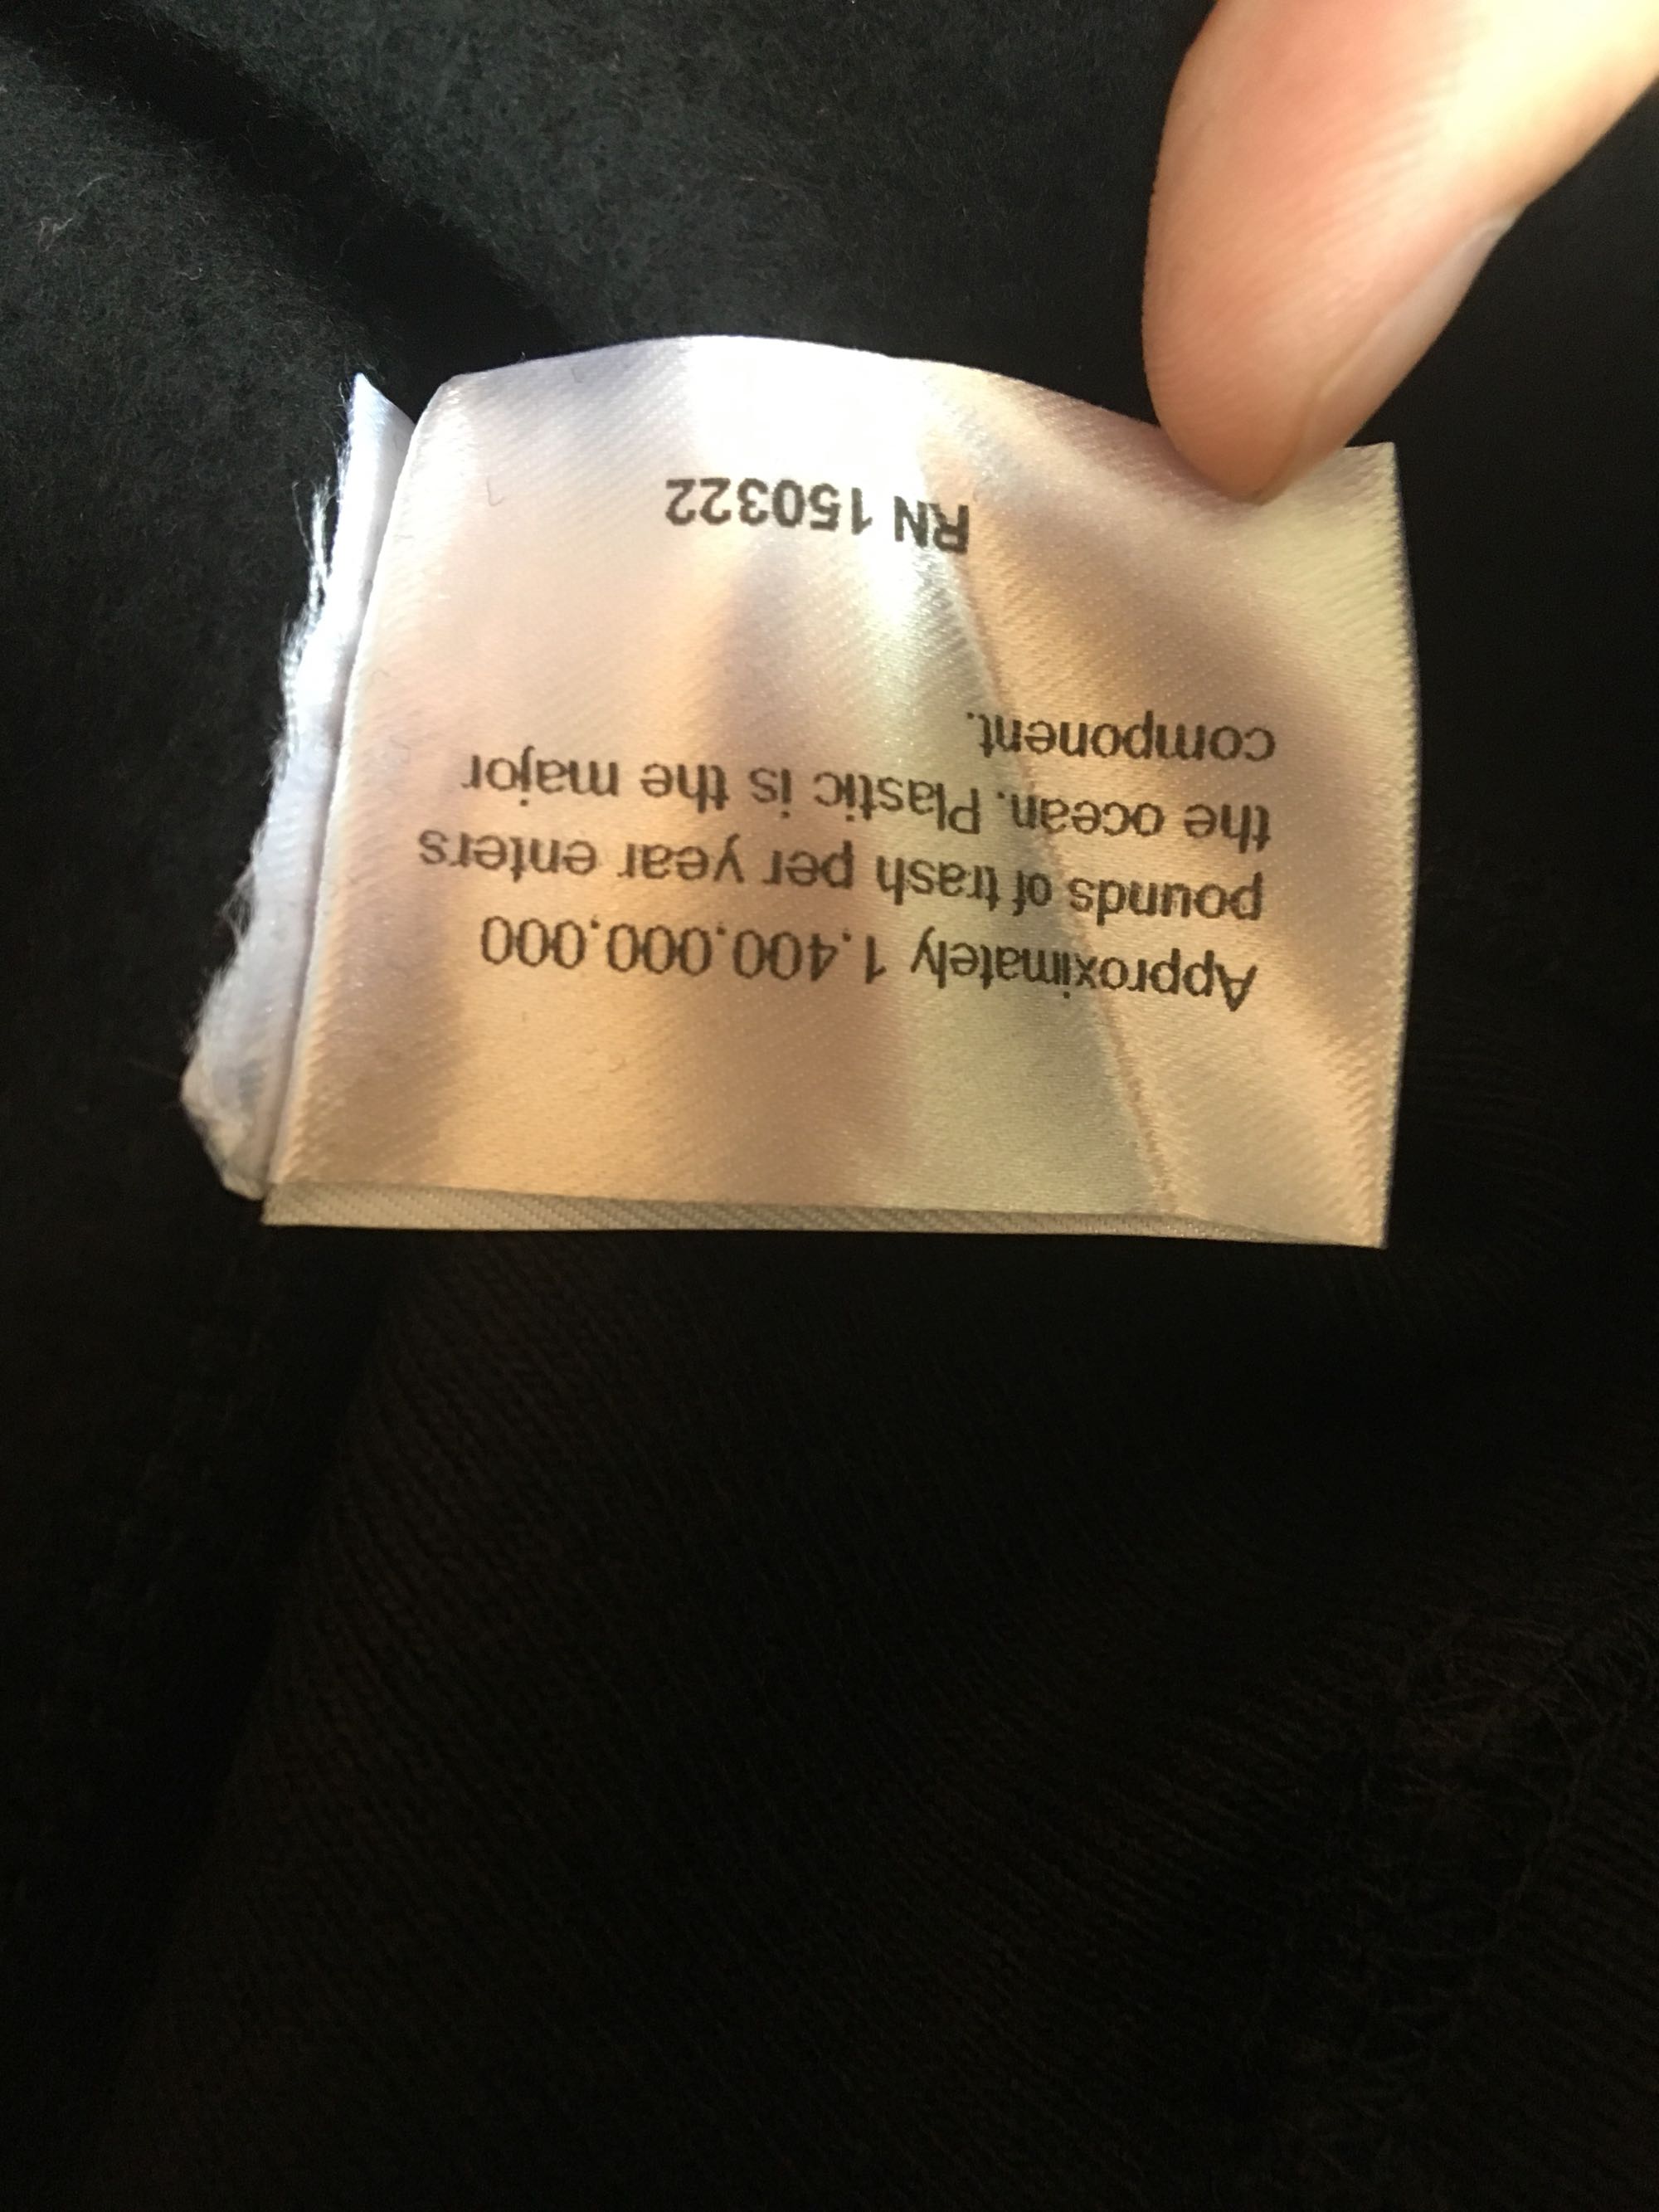 Approximately 1.400.000.000
pounds of trash per year enters
the ocean. Plastic is the major
component.
RN 150322